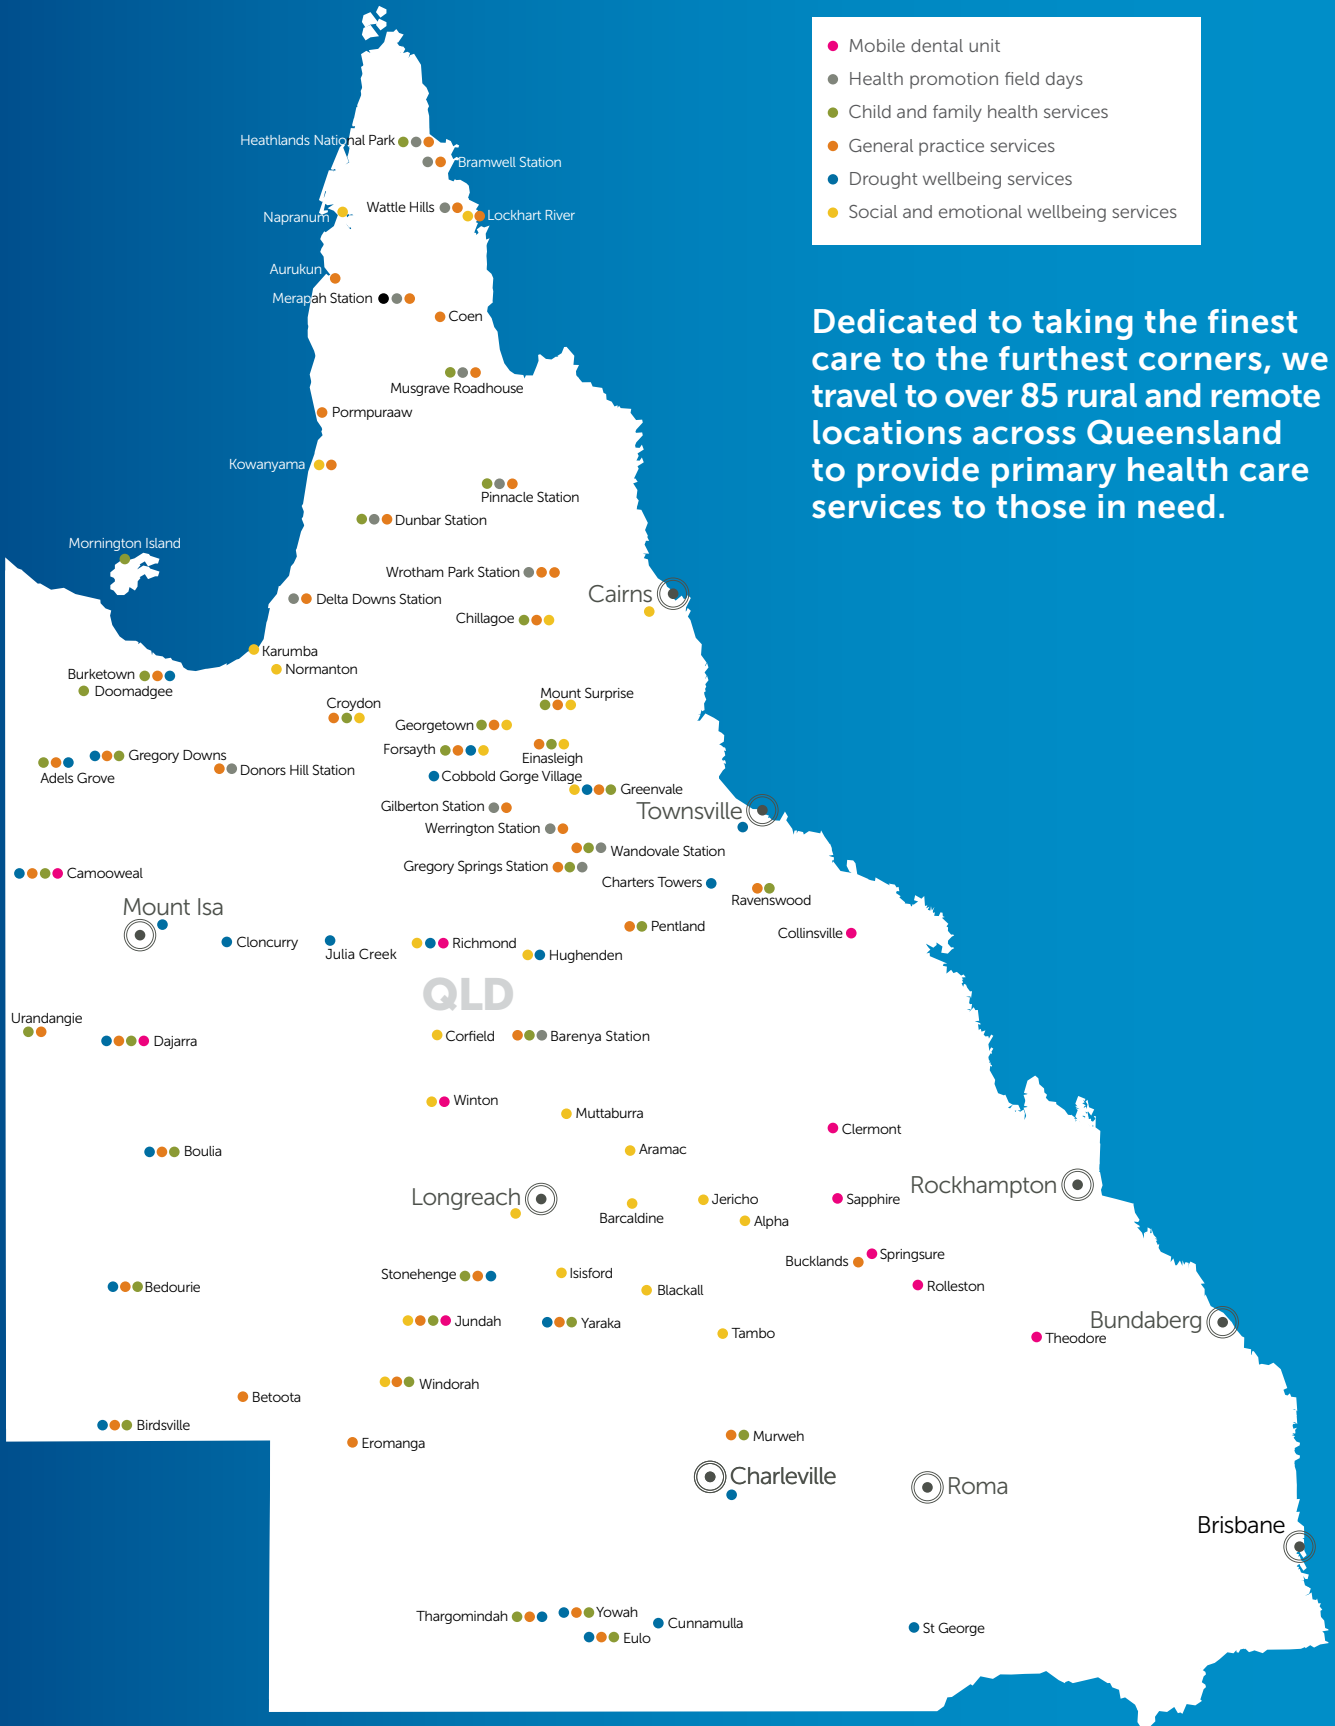 Mobile dental unit
Health promotion field days
Child and family health services
General practice services
Drought wellbeing services
Social and emotional wellbeing services
Dedicated to taking the finest
care to the furthest corners, we
travel to over 85 rural and remote
locations across Queensland
to provide primary health care
services to those in need.
Heathlands National Park
Bramwell Station
Wattle Hills
Napranum
Lockhart River
Aurukun
Merapah Station
Coen
Musgrave Roadhouse
Pormpuraaw
Kowanyama
Pinnacle Station
Dunbar Station
Mornington Island
Wrotham Park Station
Cairns
Delta Downs Station
Chillagoe
Karumba
Normanton
Burketown
Doomadgee
Mount Surprise
Croydon
Georgetown
Forsayth
Einasleigh
Gregory Downs
Adels Grove
Donors Hill Station
Cobbold Gorge Village
Greenvale
Gilberton Station
Townsville
Werrington Station
Wandovale Station
Gregory Springs Station
Camooweal
Charters Towers
Ravenswood
Mount Isa
Pentland
Collinsville
Cloncurry
Julia Creek
Richmond
Hughenden
QLD
Urandangie
Dajarra
Corfield
Barenya Station
Winton
Muttaburra
Clermont
Aramac
Boulia
Longreach
Rockhampton
Barcaldine
Jericho
Sapphire
Alpha
Bucklands
Springsure
Stonehenge
Isisford
Bedourie
Blackall
Rolleston
Jundah
Yaraka
Bundaberg
Tambo
Theodore
Windorah
Betoota
Birdsville
Eromanga
Murweh
Charleville
Roma
Brisbane
Thargomindah
Yowah
Cunnamulla
Eulo
St George